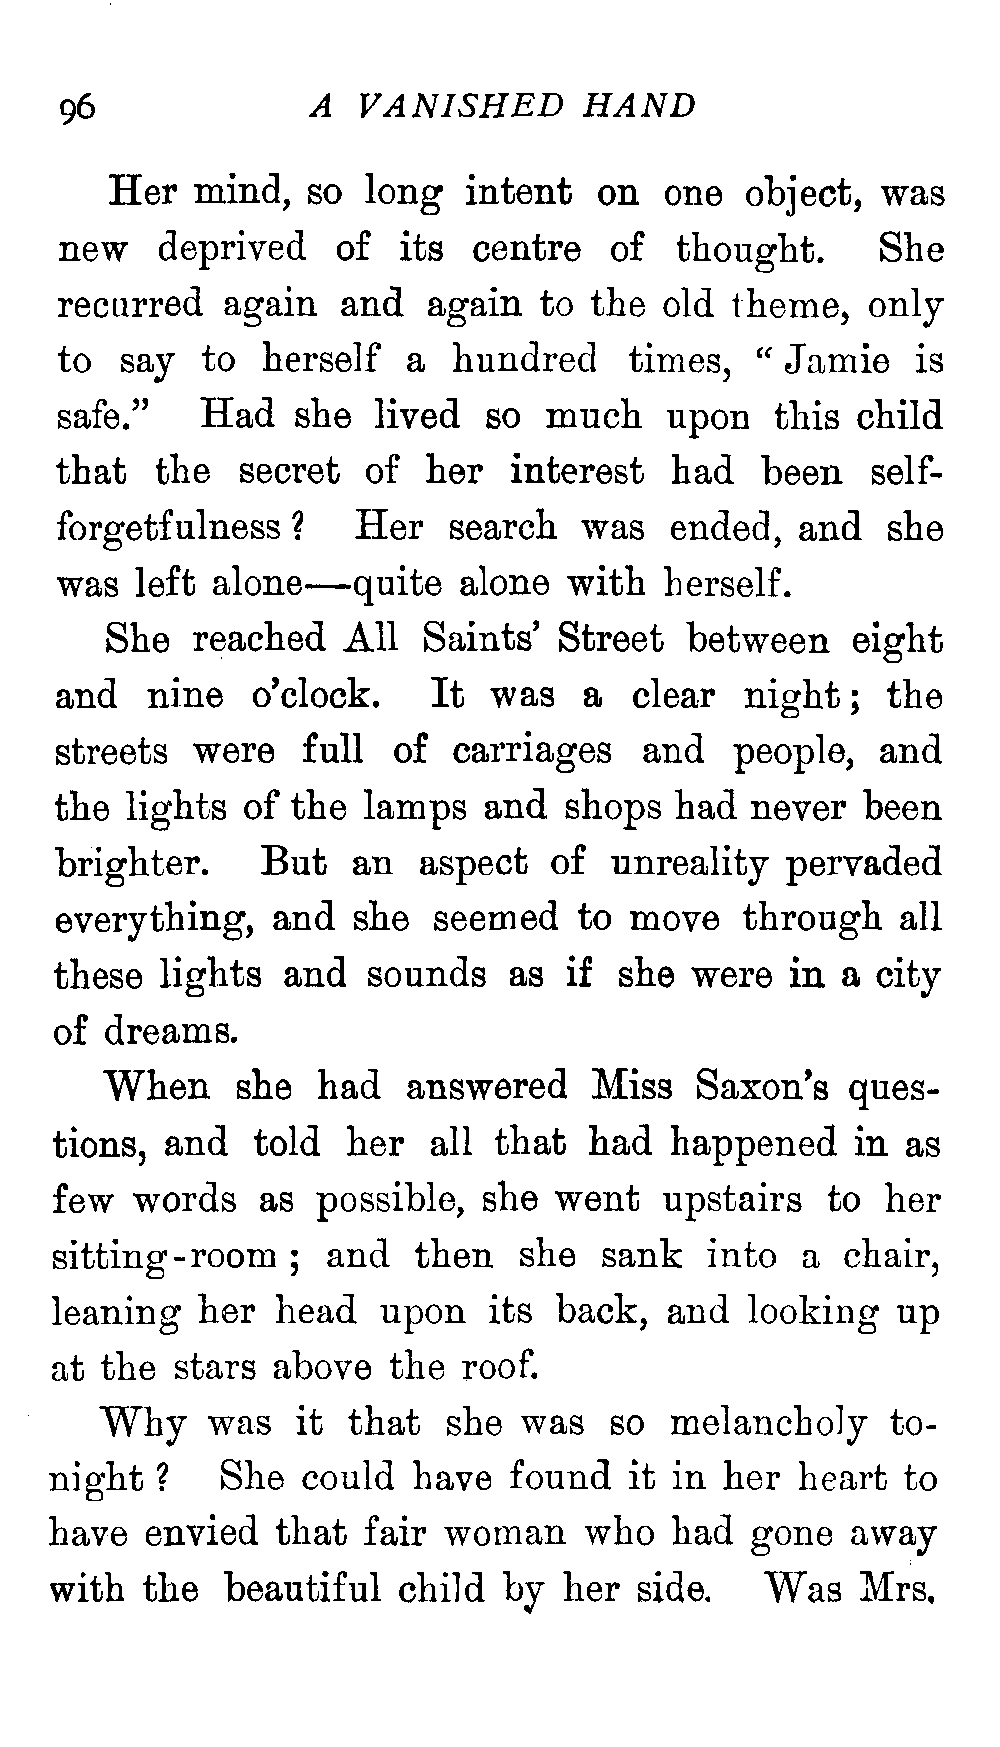 96 A VANISHED HAND
Her mind, so long intent on one object, was
new deprived of its centre of thought. She
recurred again and again to the old theme, only
to say to herself a hundred times, “ Jamie is
safe.” Had she lived so much upon this child
that the secret of her interest had been self-
forgetfulness ? Her search was ended, and she
was left alone—quite alone with herself.
She reached All Saints’ Street between eight
and nine o’clock. It was a clear night ; the
streets were full of carriages and people, and
the lights of the lamps and shops had never been
brighter. But an aspect of unreality pervaded
everything, and she seemed to move through all
these lights and sounds as if she were in a city
of dreams.
When she had answered Miss Saxon’s ques-
tions, and told her all that had happened in as
few words as possible, she went upstairs to her
sitting-room ; and then she sank into a chair,
leaning her head upon its back, and looking up
at the stars above the roof.
Why was it that she was so melancholy to-
night ? She could have found it in her heart to
have envied that fair woman who had gone away
with the beautiful child by her side. Was Mrs.